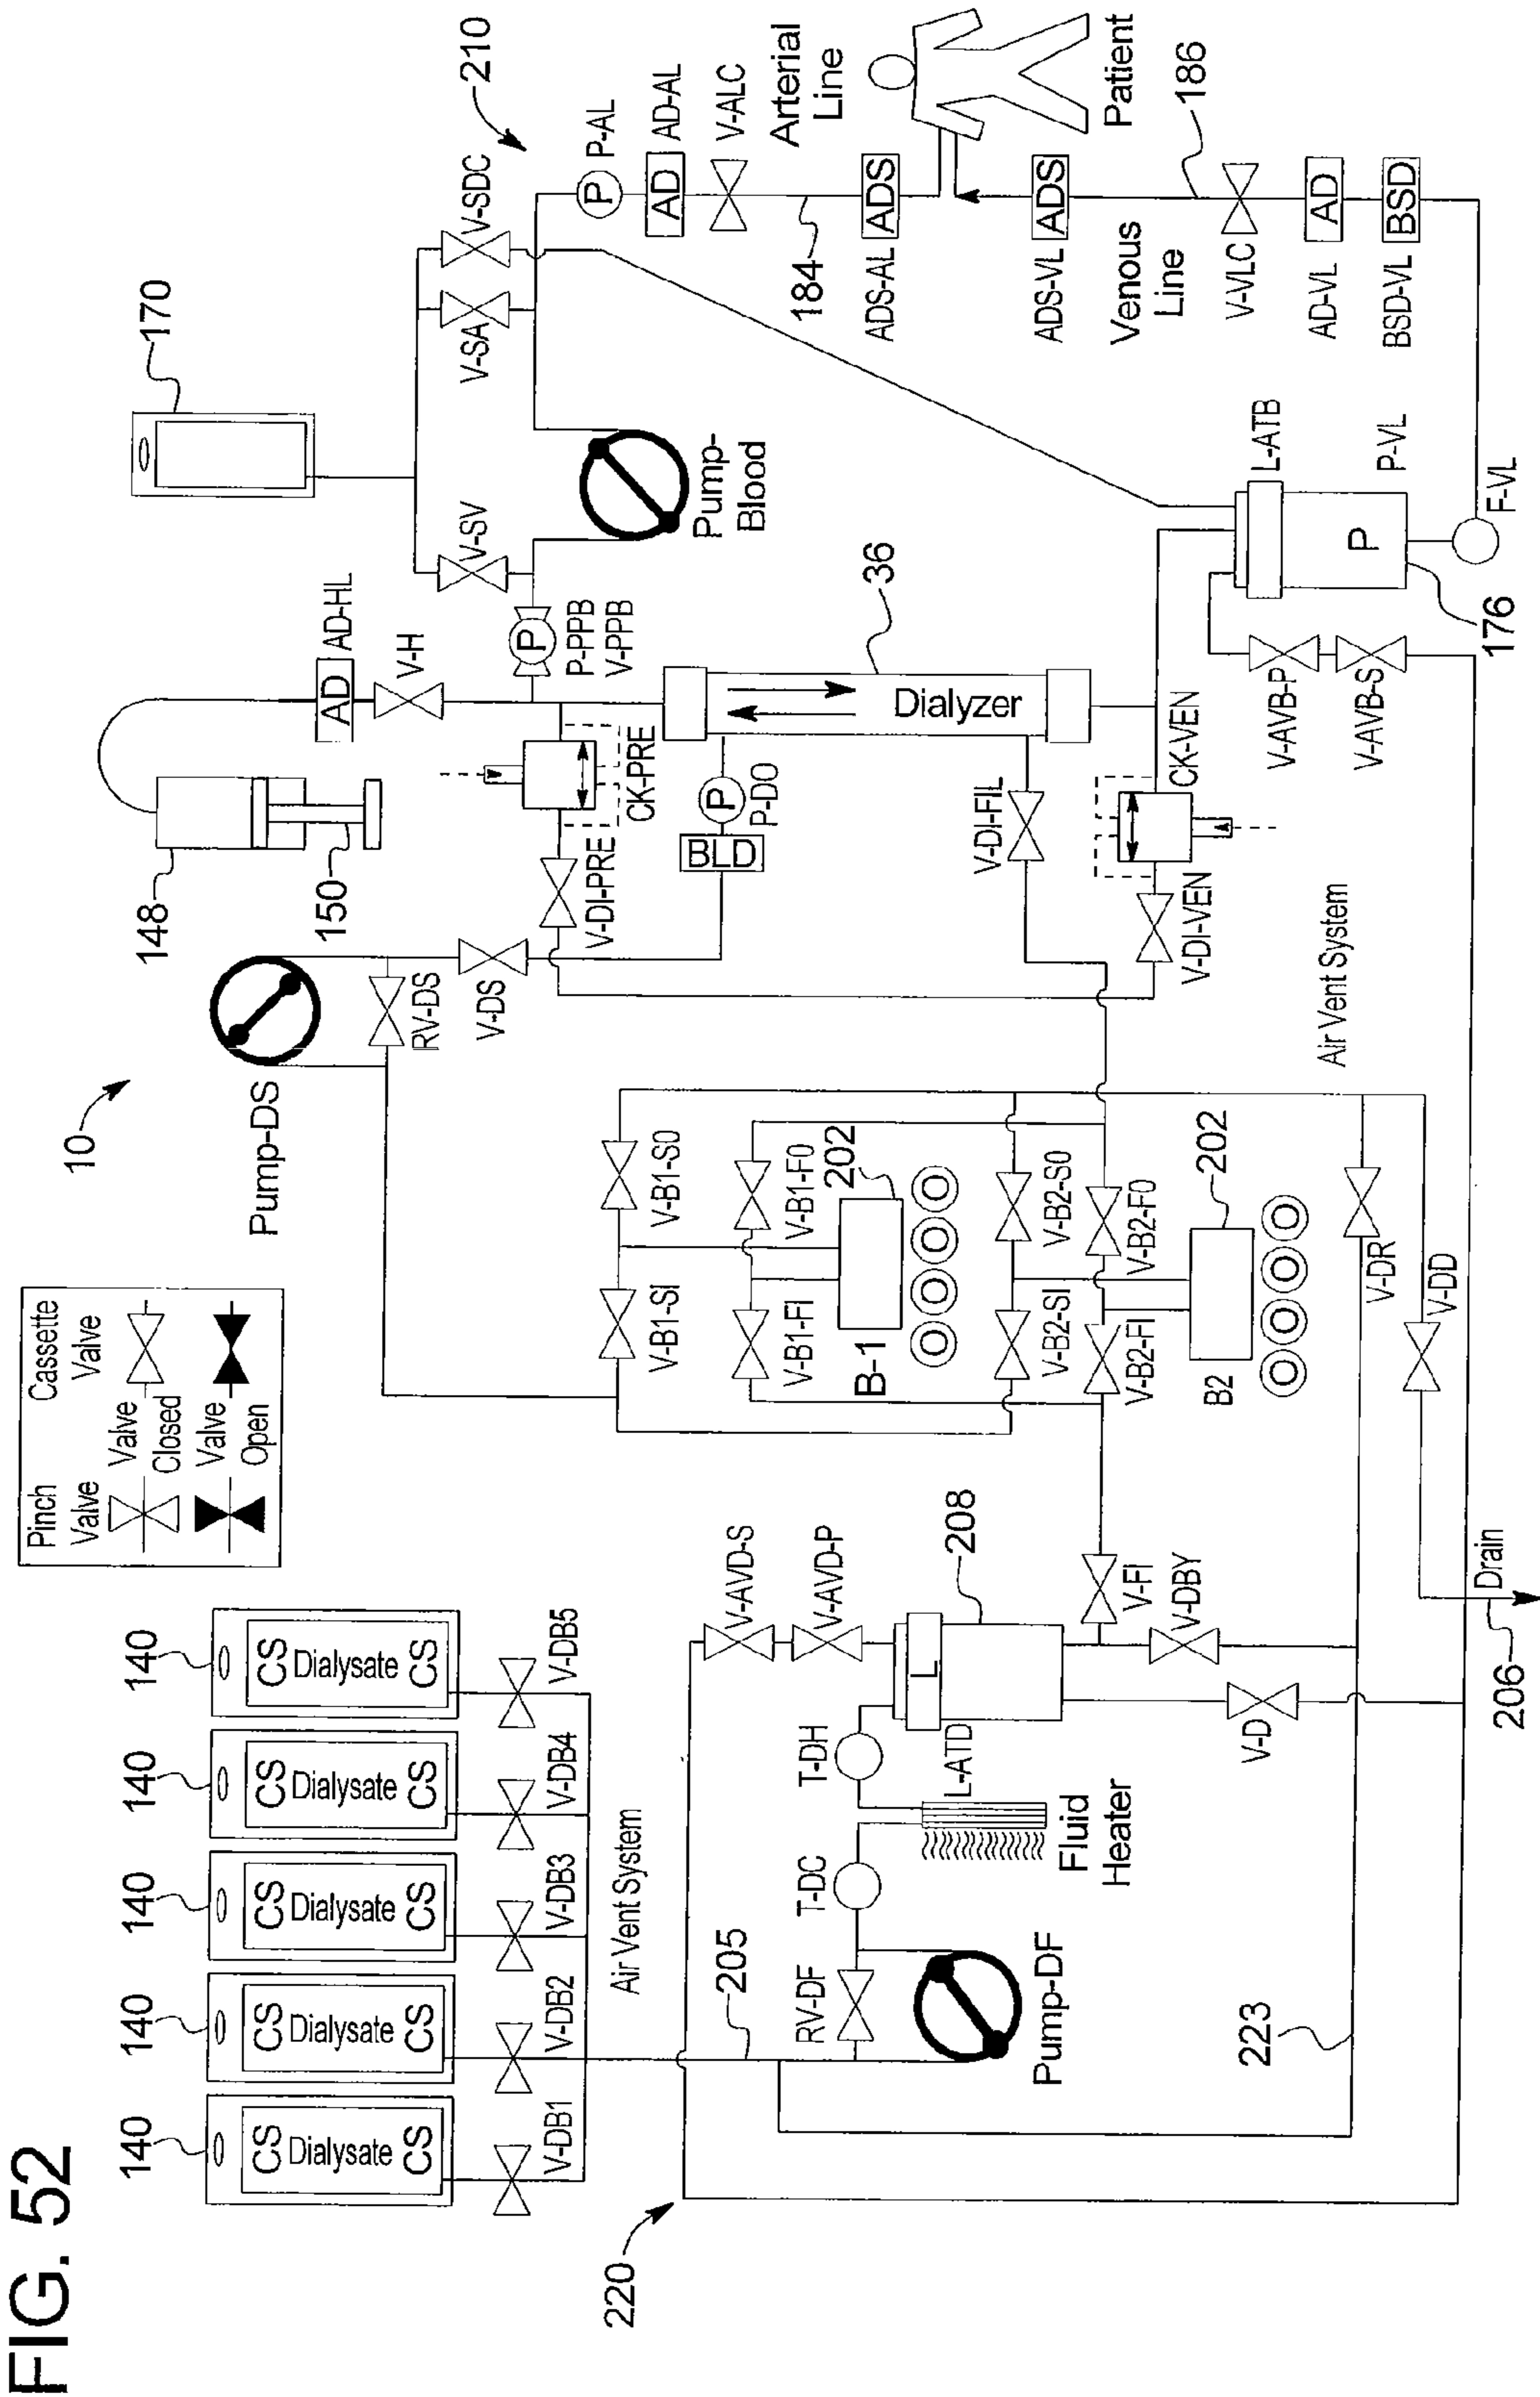 FIG. 52
Pinch
Valve
Cassette
Valve
Valve
Closed
Valve
Open
10
140
140
140
140
140
CS
Dialysate
CS
CS
Dialysate
CS
CS
Dialysate
CS
CS
Dialysate
CS
CS
Dialysate
CS
V-DB1
V-DB2
V-DB3
V-DB4
V-DB5
Air Vent System
220
205
RV-DF
Pump-DF
T-DC
T-DH
Fluid
Heater
L-ATD
L
208
V-AVD-S
V-AVD-P
V-FI
V-DBY
V-D
223
206
Drain
V-DD
V-DR
Pump-DS
RV-DS
V-DS
V-B1-SI
V-B1-S0
V-B1-FI
V-B1-F0
B-1
202
V-B2-SI
V-B2-S0
V-B2-FI
V-B2-F0
B2
202
Air Vent System
148
150
AD
AD-HL
V-H
CK-PRE
V-DI-PRE
BLD
P
P-DO
V-DI-FIL
V-DI-VEN
CK-VEN
Dialyzer
36
P
P-PPB
V-PPB
V-SV
170
V-SA
V-SDC
Pump-
Blood
210
P
P-AL
AD
AD-AL
V-ALC
Arterial
Line
184
ADS
ADS-AL
Patient
ADS
ADS-VL
Venous
Line
186
V-VLC
AD
AD-VL
BSD
BSD-VL
L-ATB
P
P-VL
F-VL
176
V-AVB-P
V-AVB-S